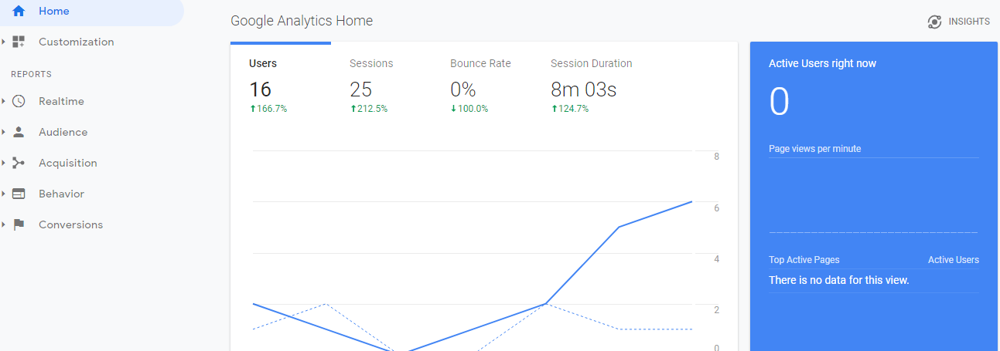 Home
Customization
REPORTS
Realtime
Audience
Acquisition
Behavior
Conversions
Google Analytics Home
INSIGHTS
Users
16
↑166.7%
Sessions
25
↑212.5%
Bounce Rate
0%
↓100.0%
Session Duration
8m 03s
↑124.7%
8
6
4
2
0
Active Users right now
0
Page views per minute
Top Active Pages Active Users
There is no data for this view.